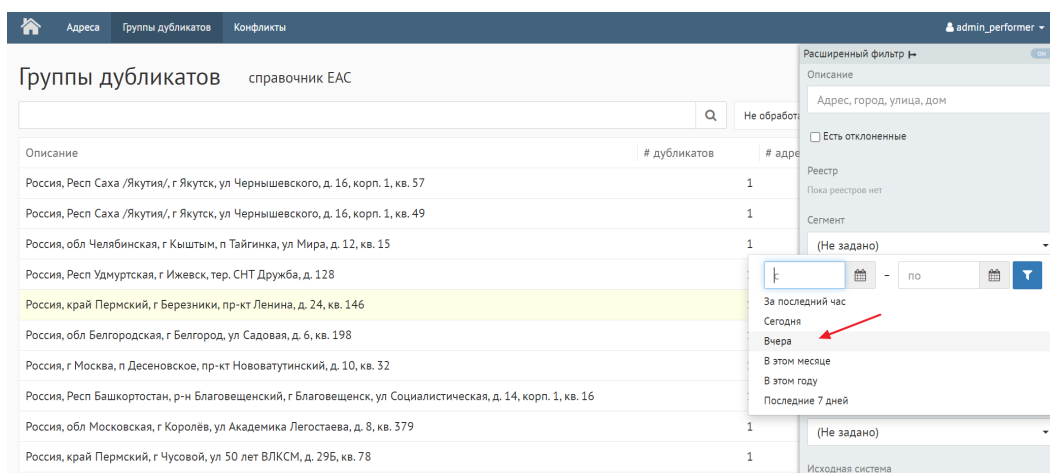 Адреса Группы дубликатов Конфликты admin_performer
Расширенный фильтр ОН
Группы дубликатов справочник ЕАС
Описание
Адрес, город, улица, дом
Не обработа
Есть отклоненные
Описание # дубликатов # адре
Реестр
Пока реестров нет
Россия, Респ Саха /Якутия/, г Якутск, ул Чернышевского, д. 16, корп. 1, кв. 57 1
Россия, Респ Саха /Якутия/, г Якутск, ул Чернышевского, д. 16, корп. 1, кв. 49 1
Сегмент
(Не задано)
Россия, обл Челябинская, г Кыштым, п Тайгинка, ул Мира, д. 12, кв. 15 1
Россия, Респ Удмуртская, г Ижевск, тер. СНТ Дружба, д. 128
Россия, край Пермский, г Березники, пр-кт Ленина, д. 24, кв. 146
Россия, обл Белгородская, г Белгород, ул Садовая, д. 6, кв. 198
Россия, г Москва, п Десеновское, пр-кт Нововатутинский, д. 10, кв. 32
Россия, Респ Башкортостан, р-н Благовещенский, г Благовещенск, ул Социалистическая, д. 14, корп. 1, кв. 16
с – по
За последний час
Сегодня
Вчера
В этом месяце
В этом году
Последние 7 дней
Россия, обл Московская, г Королёв, ул Академика Легостаева, д. 8, кв. 379 1
(Не задано)
Россия, край Пермский, г Чусовой, ул 50 лет ВЛКСМ, д. 29Б, кв. 78 1
Исходная система